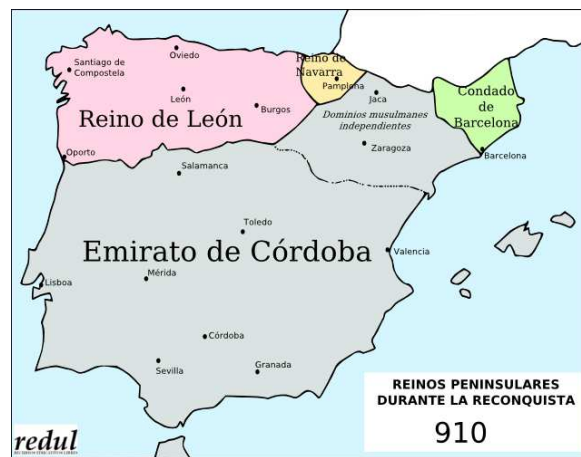 Oviedo
Santiago de
Compostela
Reino de
Navarra
Pamplona
León
Reino de León
Burgos
Jaca
Dominios musulmanes
independientes
Zaragoza
Condado
de
Barcelona
Barcelona
Oporto
Salamanca
Toledo
Emirato de Córdoba
Valencia
Mérida
Lisboa
Córdoba
Sevilla
Granada
REINOS PENINSULARES
DURANTE LA RECONQUISTA
910
redul